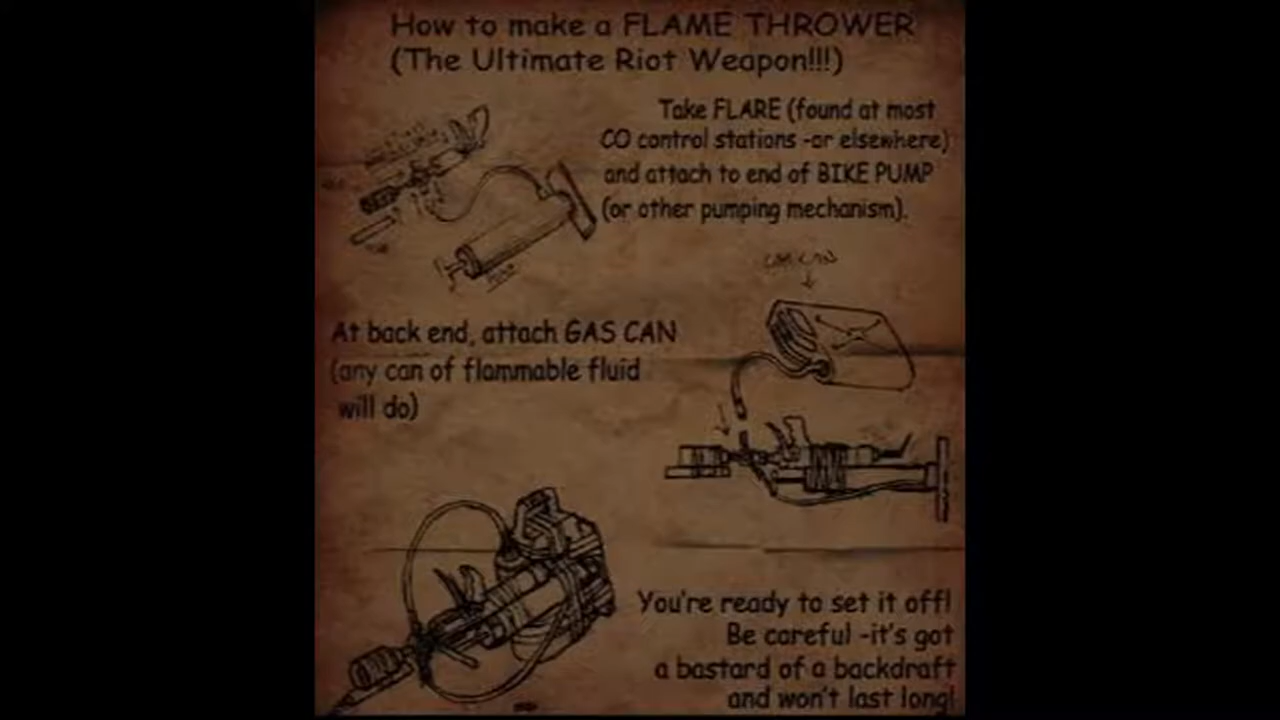 How to make a FLAME THROWER
(The Ultimate Riot Weapon!!!)
Take FLARE (found at most
CO control stations -or elsewhere)
and attach to end of BIKE PUMP
(or other pumping mechanism).
GAS CAN
At back end, attach GAS CAN
(any can of flammable fluid
will do)
You're ready to set it off!
Be careful -it's got
a bastard of a backdraft
and won't last long!